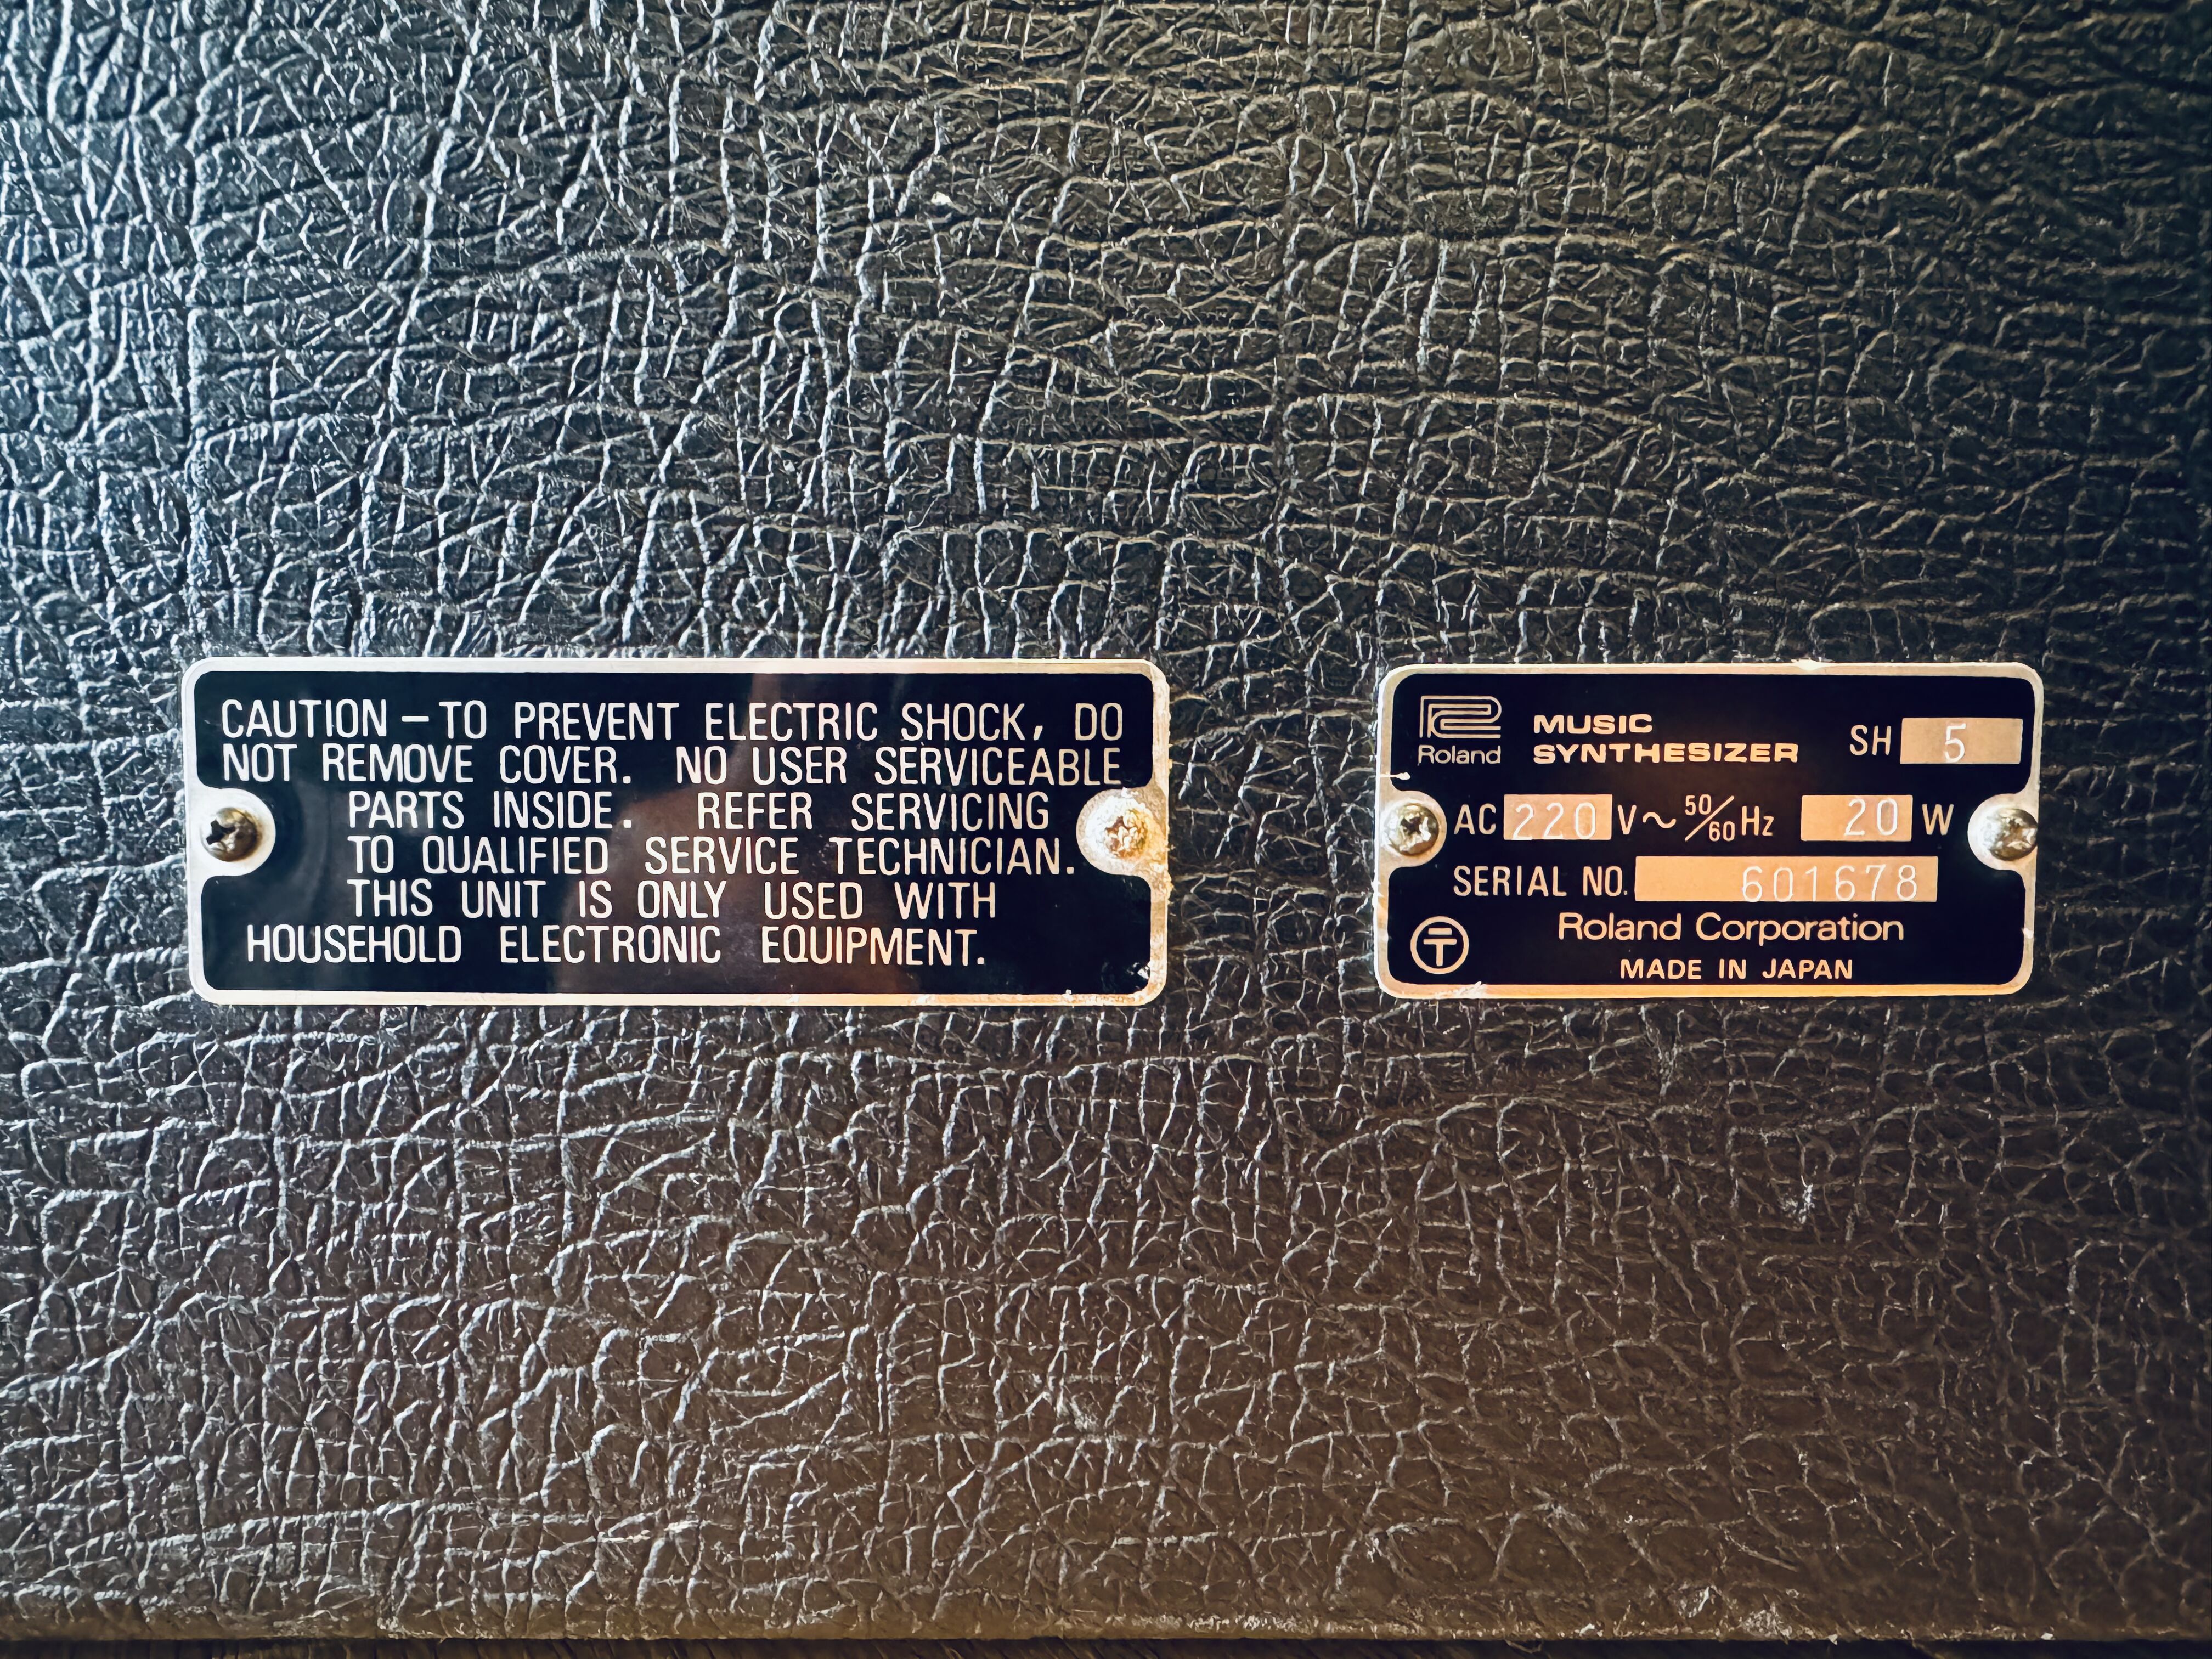 CAUTION – TO PREVENT ELECTRIC SHOCK, DO
NOT REMOVE COVER. NO USER SERVICEABLE
PARTS INSIDE. REFER SERVICING
TO QUALIFIED SERVICE TECHNICIAN.
THIS UNIT IS ONLY USED WITH
HOUSEHOLD ELECTRONIC EQUIPMENT.
Roland
MUSIC
SYNTHESIZER
SH 5
AC 220 V~ 50/60 Hz 20 W
SERIAL NO. 601678
Roland Corporation
MADE IN JAPAN